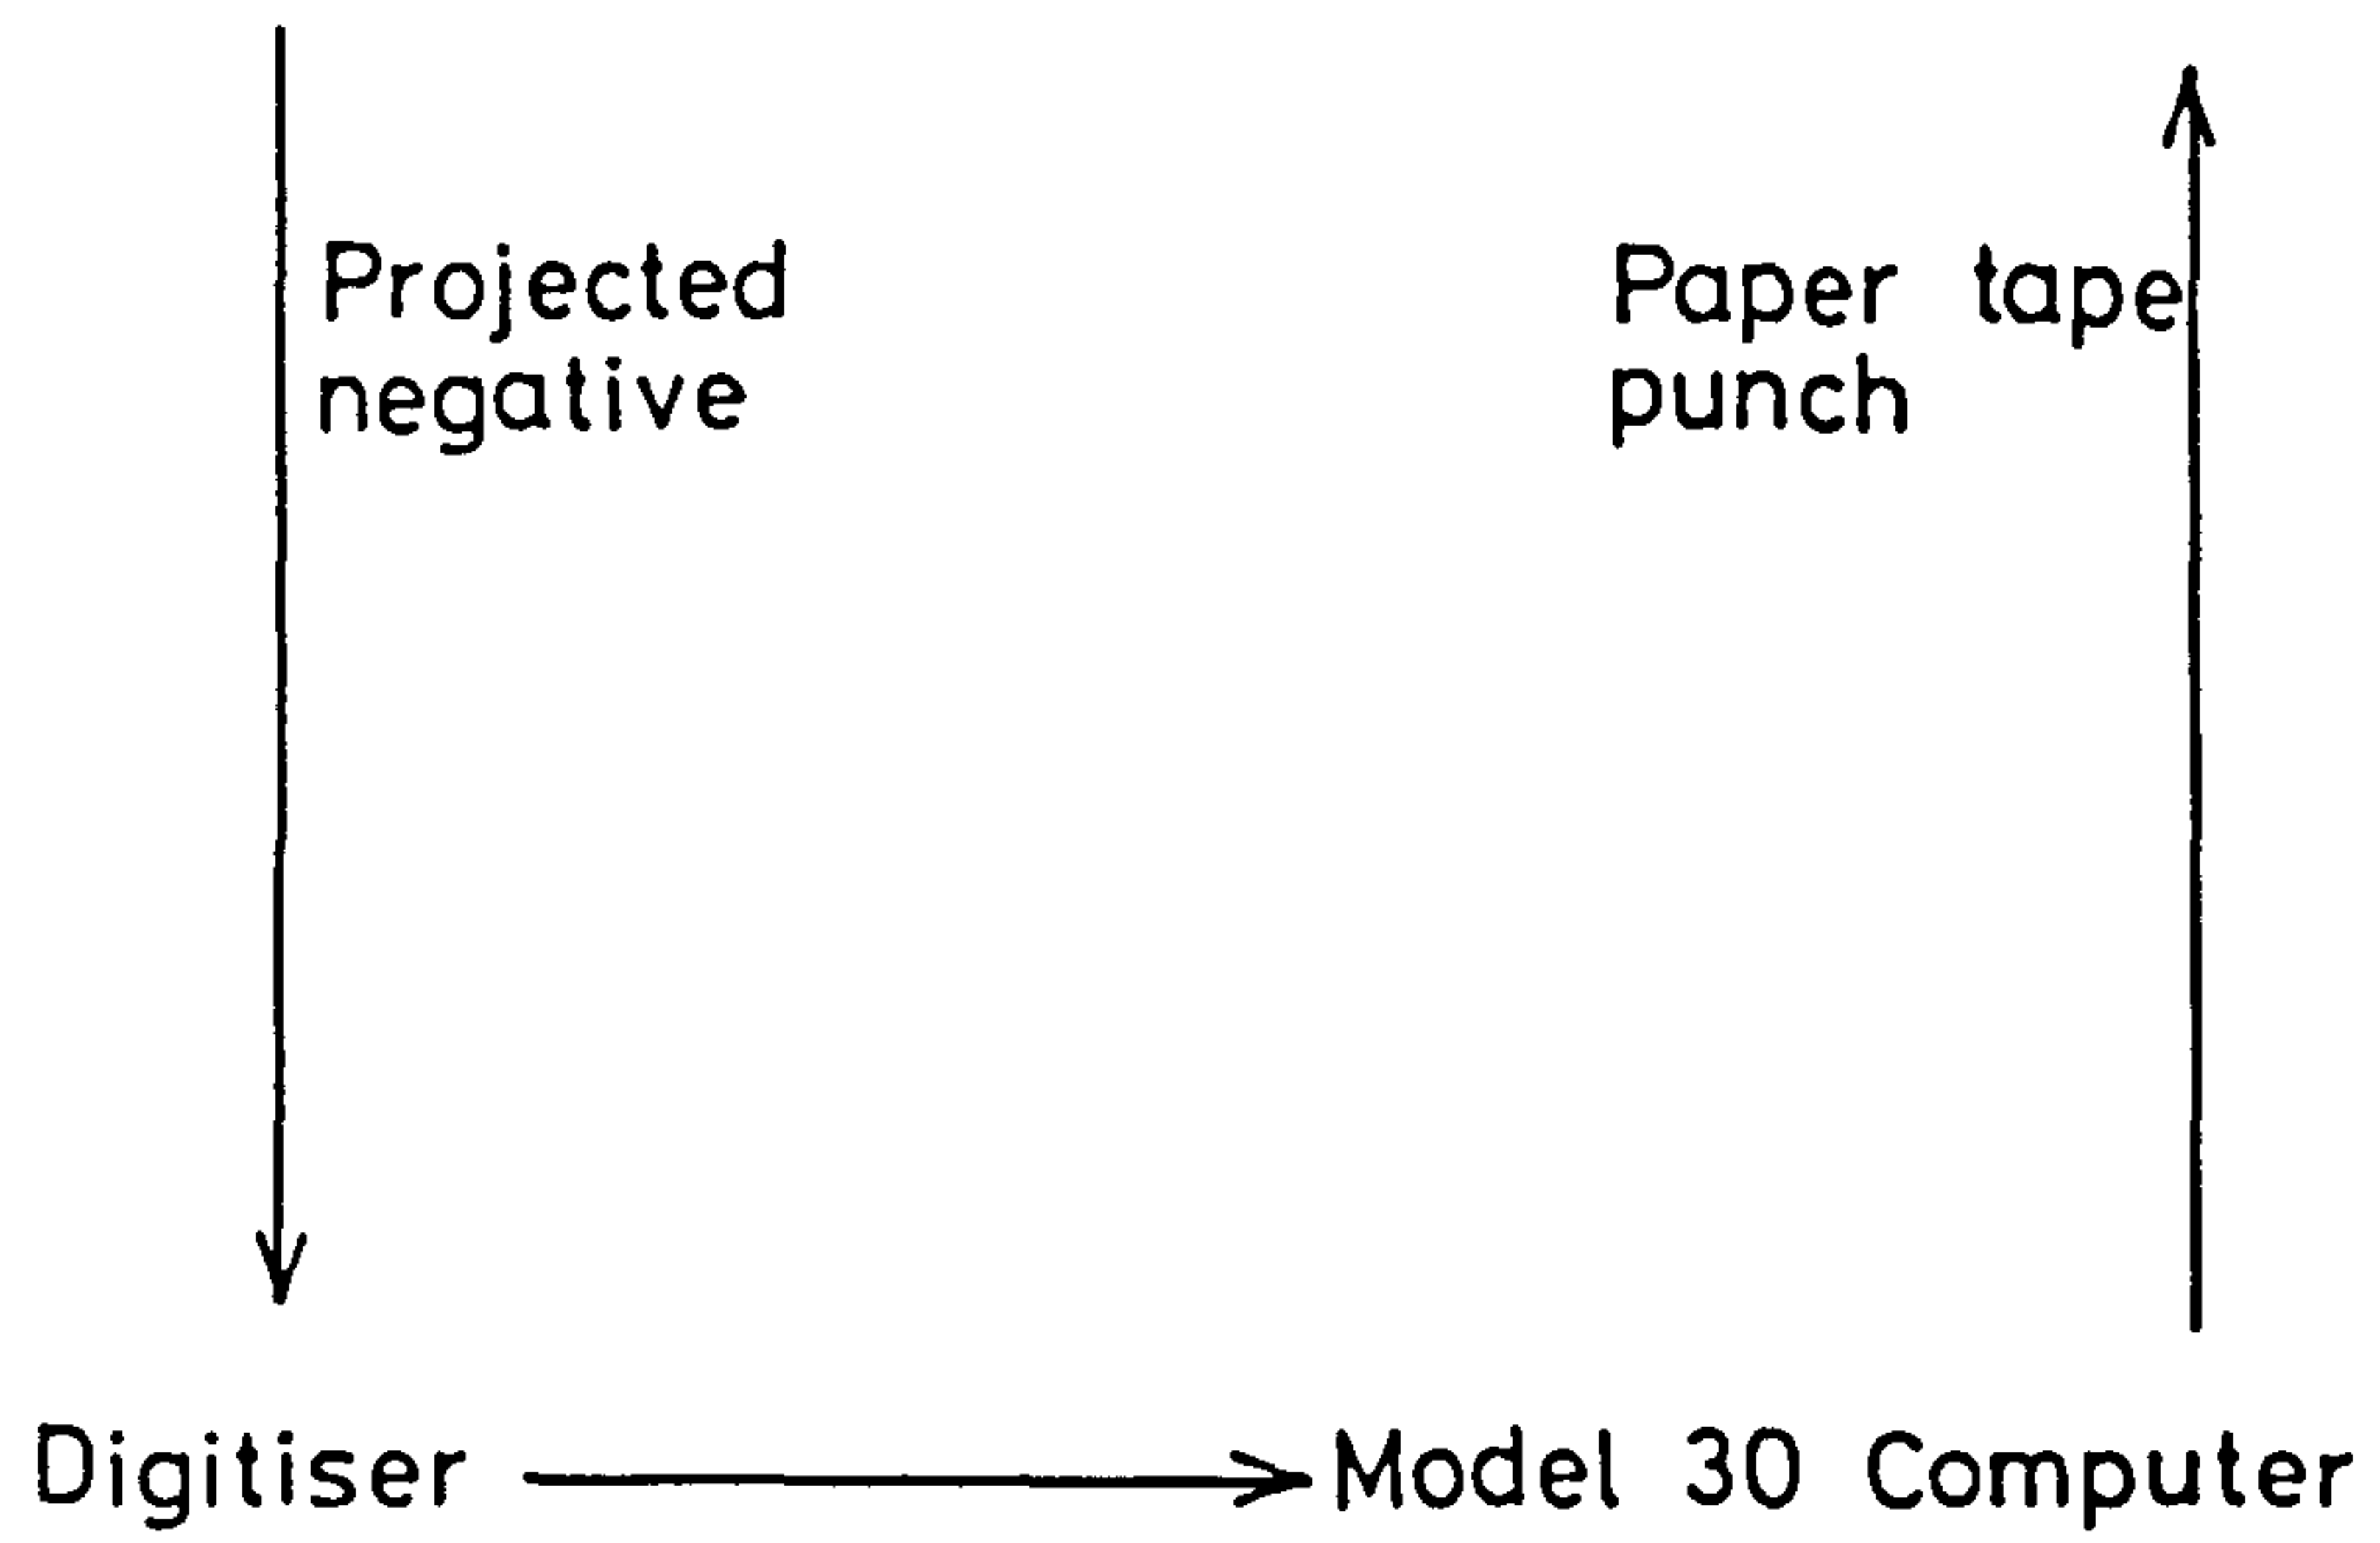 Projected
negative
Paper tape
punch
Digitiser
Model 30 Computer